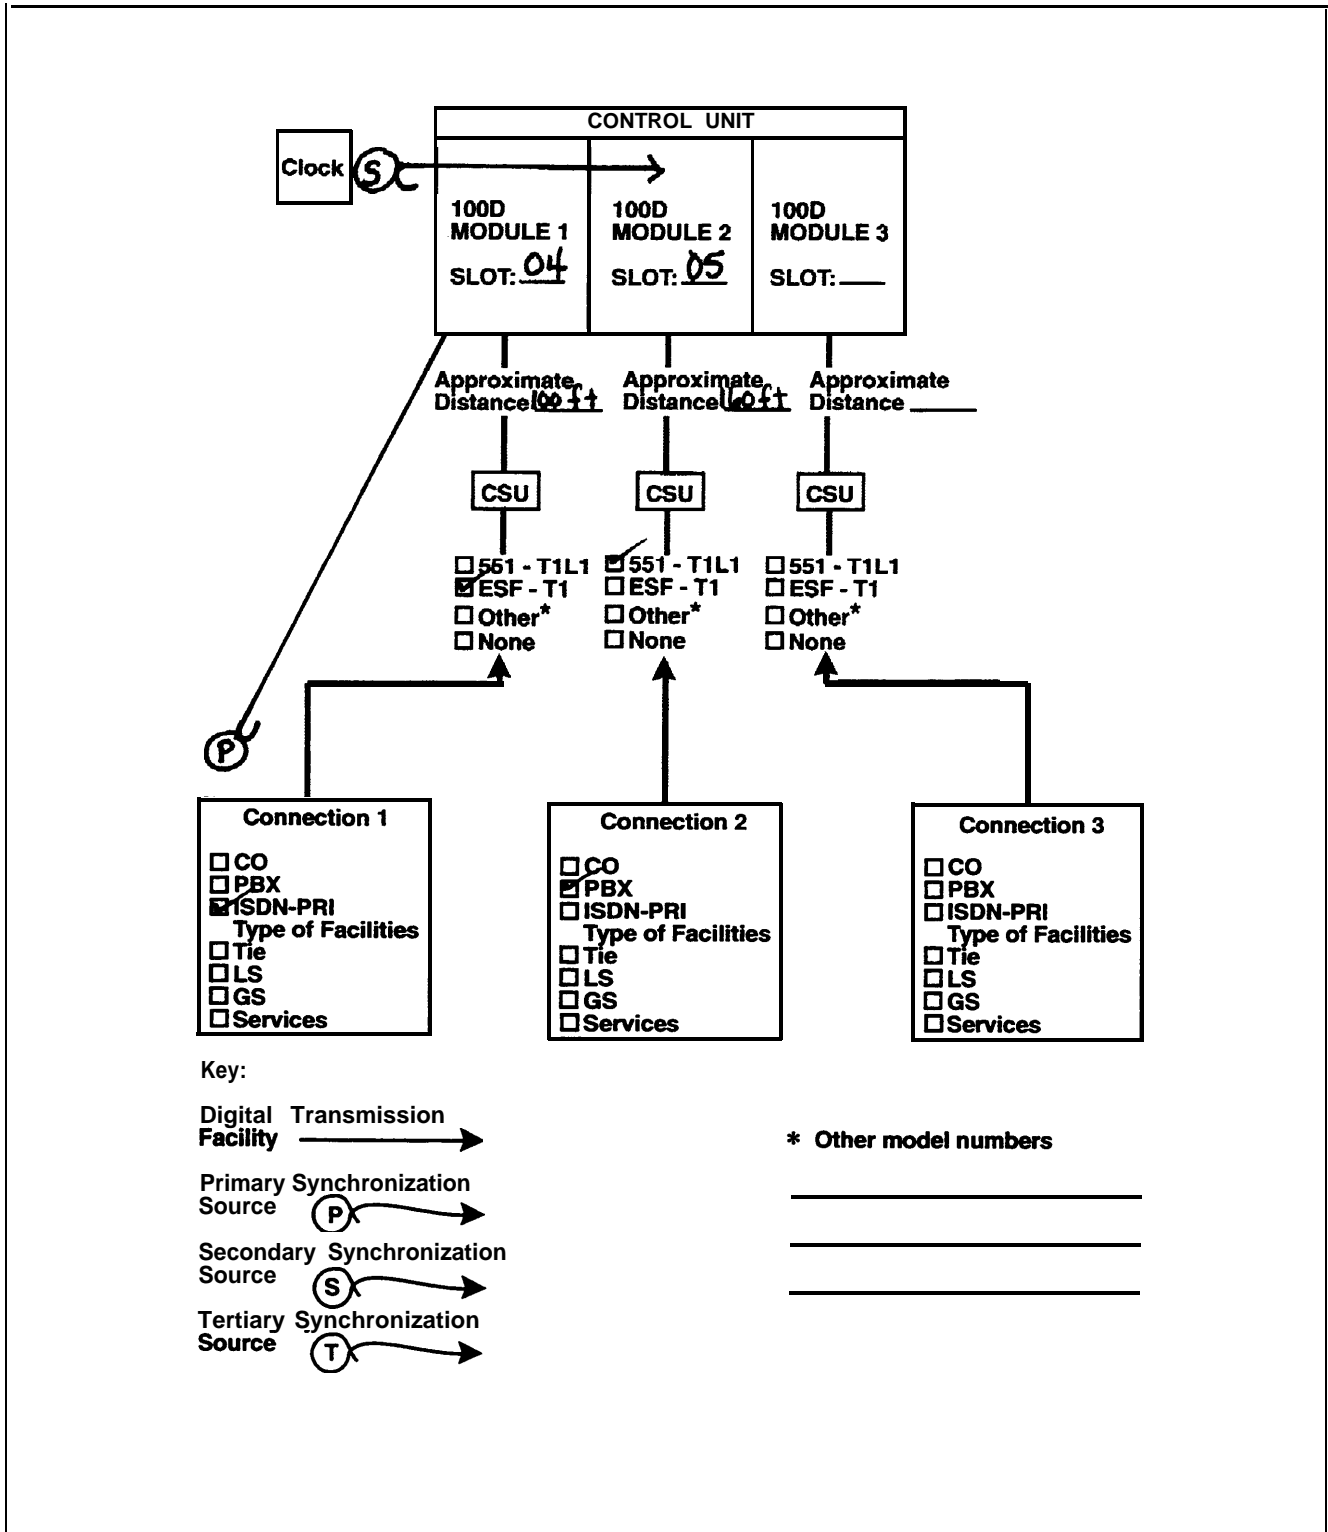 CONTROL UNIT
Clock S
100D MODULE 1
SLOT: 04
100D MODULE 2
SLOT: 05
100D MODULE 3
SLOT:
Approximate Distance 100 ft
Approximate Distance 160 ft
Approximate Distance
CSU
CSU
CSU
551 - T1L1
ESF - T1
Other*
None
551 - T1L1
ESF - T1
Other*
None
551 - T1L1
ESF - T1
Other*
None
P
Connection 1
CO
PBX
ISDN-PRI
Type of Facilities
Tie
LS
GS
Services
Connection 2
CO
PBX
ISDN-PRI
Type of Facilities
Tie
LS
GS
Services
Connection 3
CO
PBX
ISDN-PRI
Type of Facilities
Tie
LS
GS
Services
Key:
Digital Transmission
Facility
Primary Synchronization
Source P
Secondary Synchronization
Source S
Tertiary Synchronization
Source T
* Other model numbers